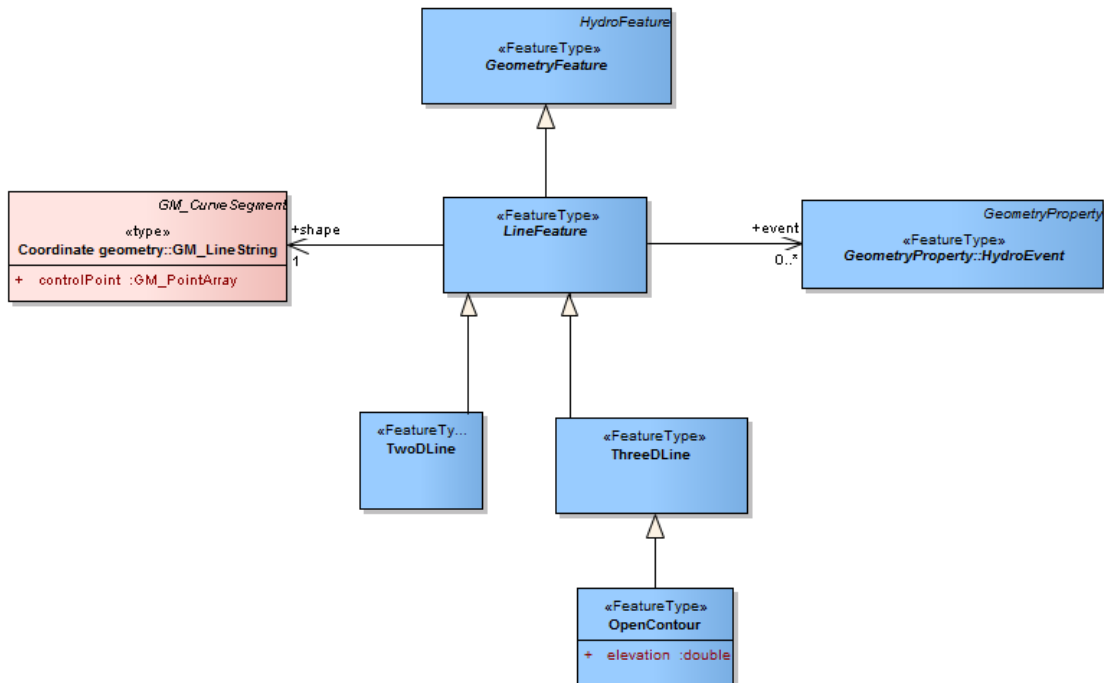 HydroFeature
«FeatureType»
GeometryFeature
GM_CurveSegment
«type»
Coordinate geometry::GM_LineString
+ controlPoint :GM_PointArray
+shape
1
«FeatureType»
LineFeature
+event
0..*
GeometryProperty
«FeatureType»
GeometryProperty::HydroEvent
«FeatureTy...
TwoDLine
«FeatureType»
ThreeDLine
«FeatureType»
OpenContour
+ elevation :double